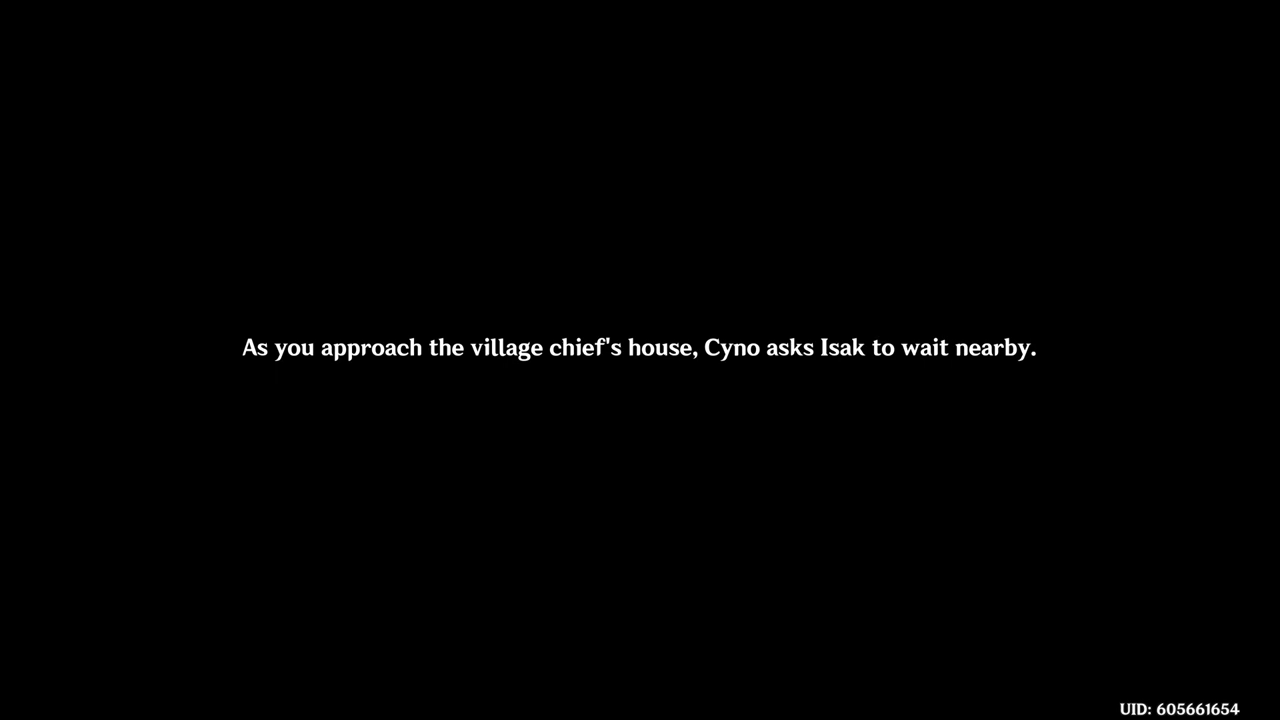 As you approach the village chief's house, Cyno asks Isak to wait nearby.
UID: 605661654